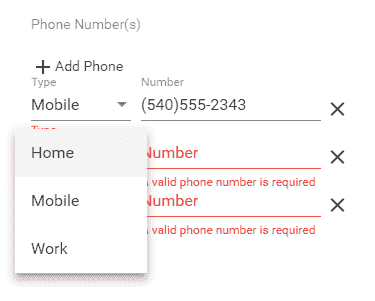 Phone Number(s)
+ Add Phone
Type Number
Mobile (540)555-2343
Type
Home Number
valid phone number is required
Mobile Number
valid phone number is required
Work